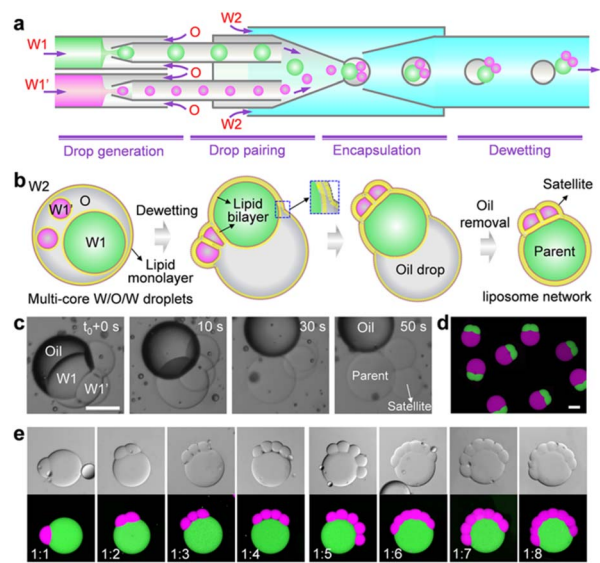 a
W2
W1
O
W1'
O
W2
Drop generation
Drop pairing
Encapsulation
Dewetting
b
W2
O
W1'
W1
Lipid
monolayer
Multi-core W/O/W droplets
Dewetting
Lipid
bilayer
Oil drop
Oil
removal
Satellite
Parent
liposome network
c
t₀+0 s
Oil
W1
W1'
10 s
30 s
50 s
Oil
Parent
Satellite
d
e
1:1
1:2
1:3
1:4
1:5
1:6
1:7
1:8